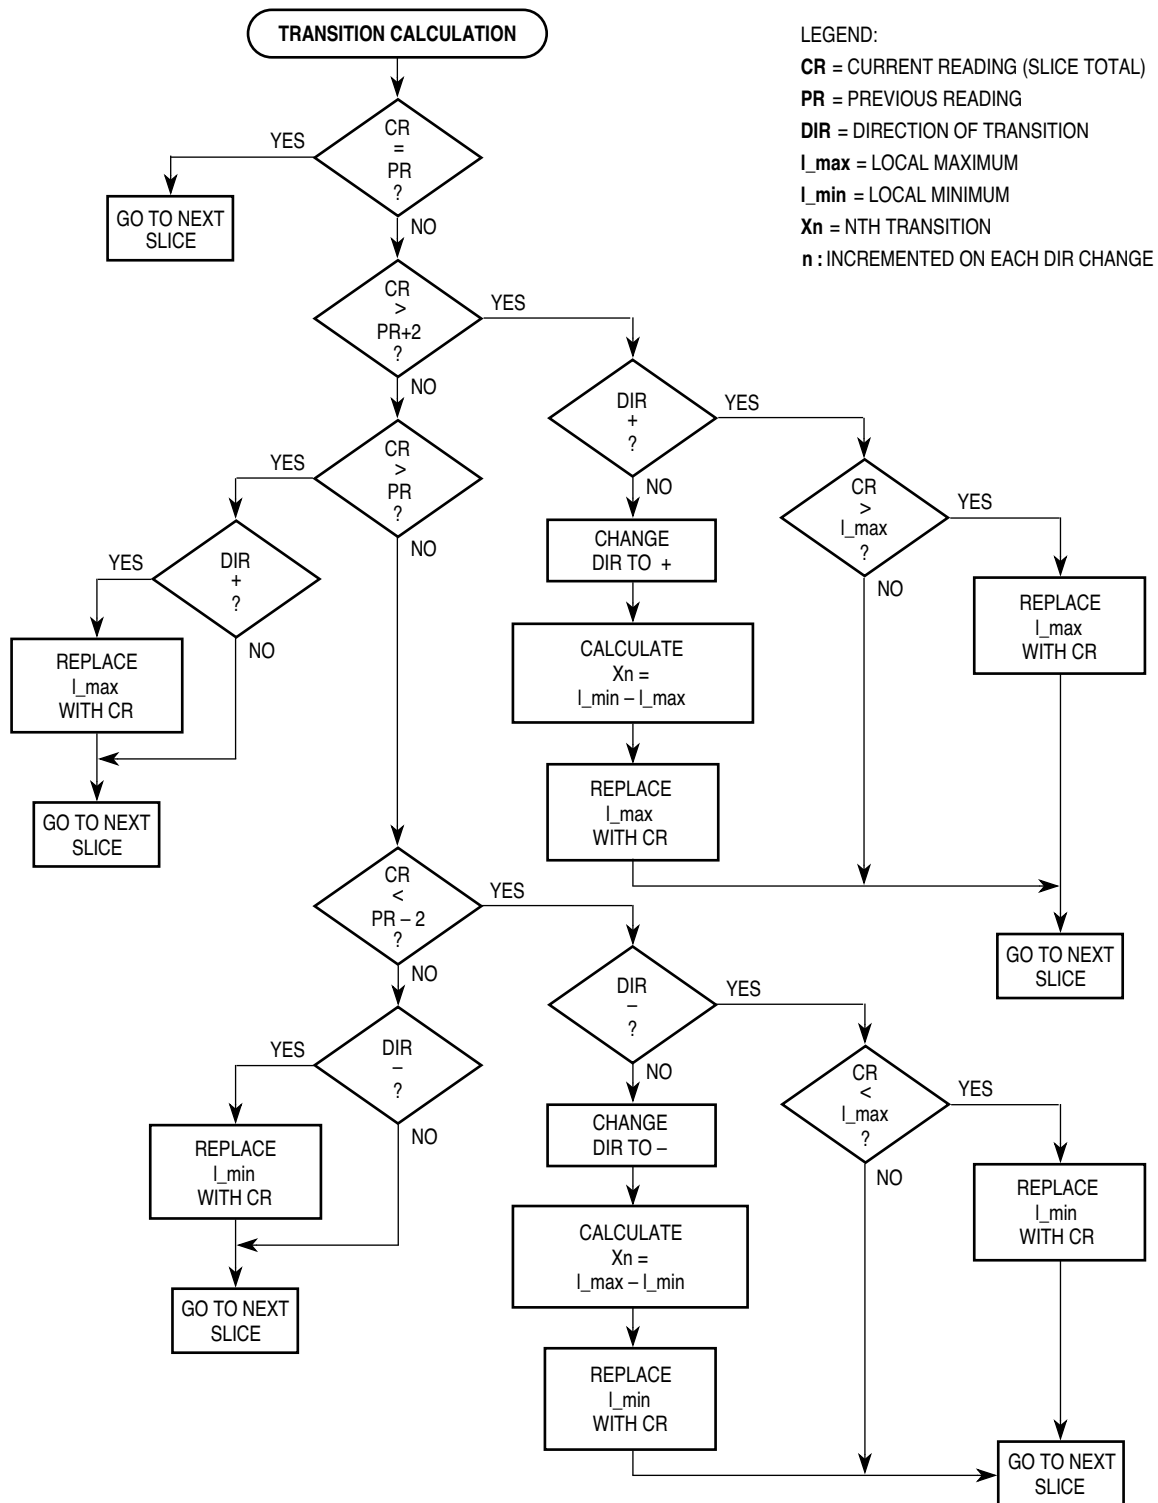 TRANSITION CALCULATION
LEGEND:
CR = CURRENT READING (SLICE TOTAL)
PR = PREVIOUS READING
DIR = DIRECTION OF TRANSITION
l_max = LOCAL MAXIMUM
l_min = LOCAL MINIMUM
Xn = NTH TRANSITION
n : INCREMENTED ON EACH DIR CHANGE
CR
=
PR
?
YES
NO
GO TO NEXT
SLICE
CR
>
PR+2
?
YES
NO
DIR
+
?
YES
NO
CR
>
l_max
?
YES
NO
REPLACE
l_max
WITH CR
CHANGE
DIR TO +
CALCULATE
Xn =
l_min – l_max
REPLACE
l_max
WITH CR
GO TO NEXT
SLICE
CR
>
PR
?
YES
NO
DIR
+
?
YES
NO
REPLACE
l_max
WITH CR
GO TO NEXT
SLICE
CR
<
PR – 2
?
YES
NO
DIR
–
?
YES
NO
CR
<
l_max
?
YES
NO
REPLACE
l_min
WITH CR
CHANGE
DIR TO –
CALCULATE
Xn =
l_max – l_min
REPLACE
l_min
WITH CR
GO TO NEXT
SLICE
DIR
–
?
YES
NO
REPLACE
l_min
WITH CR
GO TO NEXT
SLICE